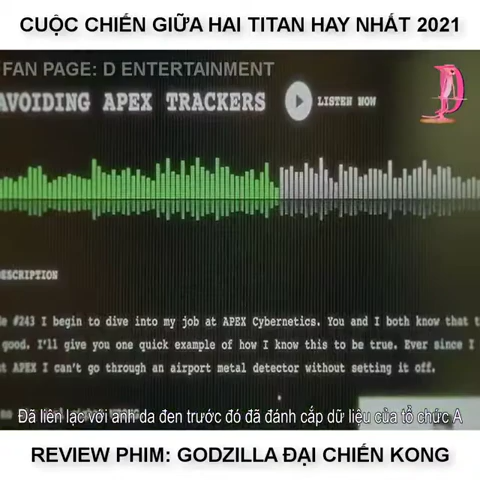 CUỘC CHIẾN GIỮA HAI TITAN HAY NHẤT 2021
FAN PAGE: D ENTERTAINMENT
AVOIDING APEX TRACKERS
LISTEN NOW
DESCRIPTION
#243 I begin to dive into my job at APEX Cybernetics. You and I both know that
good. I'll give you one quick example of how I know this to be true. Ever since I
APEX I can't go through an airport metal detector without setting it off.
Đã liên lạc với anh da đen trước đó đã đánh cắp dữ liệu của tổ chức A
REVIEW PHIM: GODZILLA ĐẠI CHIẾN KONG